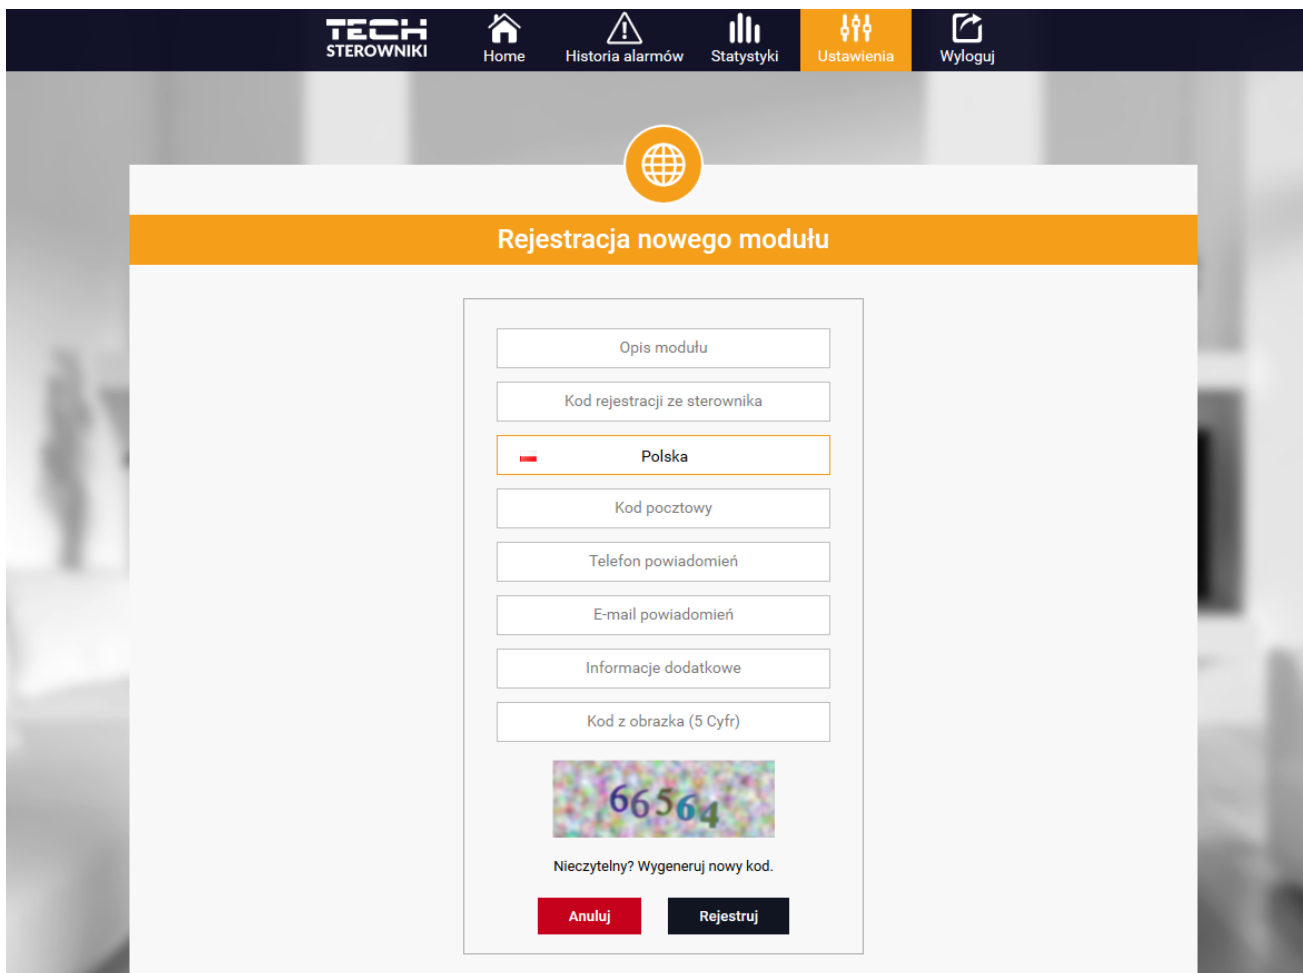 TECH
STEROWNIKI
Home
Historia alarmów
Statystyki
Ustawienia
Wyloguj
Rejestracja nowego modułu
Opis modułu
Kod rejestracji ze sterownika
Polska
Kod pocztowy
Telefon powiadomień
E-mail powiadomień
Informacje dodatkowe
Kod z obrazka (5 Cyfr)
66564
Nieczytelny? Wygeneruj nowy kod.
Anuluj
Rejestruj